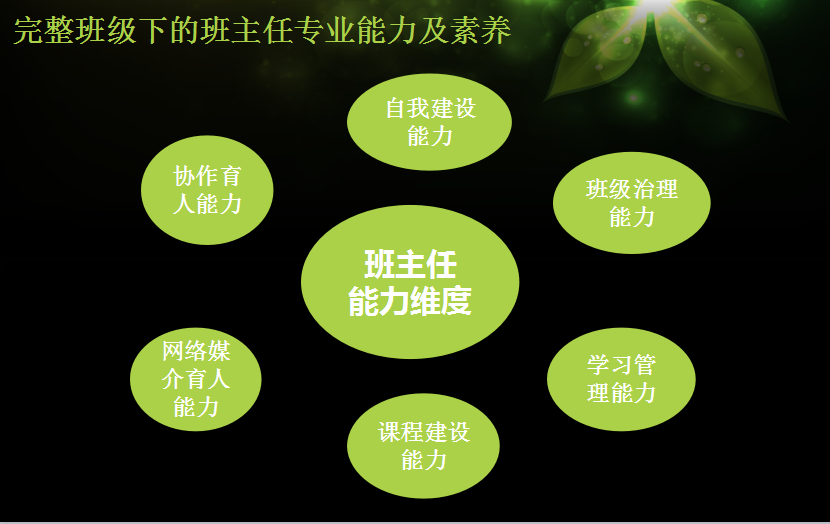 完整班级下的班主任专业能力及素养
自我建设
能力
协作育
人能力
班级治理
能力
班主任
能力维度
网络媒
介育人
能力
学习管
理能力
课程建设
能力